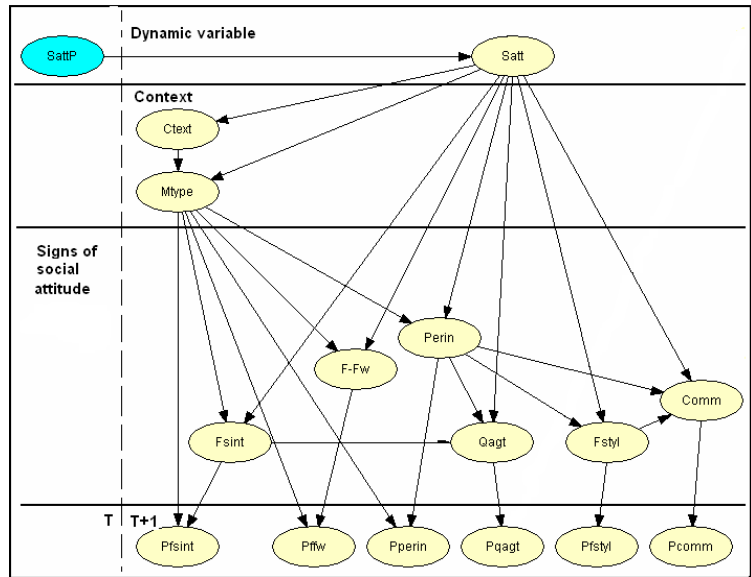 Dynamic variable
SattP
Satt
Context
Ctext
Mtype
Signs of
social
attitude
Perin
F-Fw
Comm
Fsint
Qagt
Fstyl
T T+1
Pfsint
Pffw
Pperin
Pqagt
Pfstyl
Pcomm